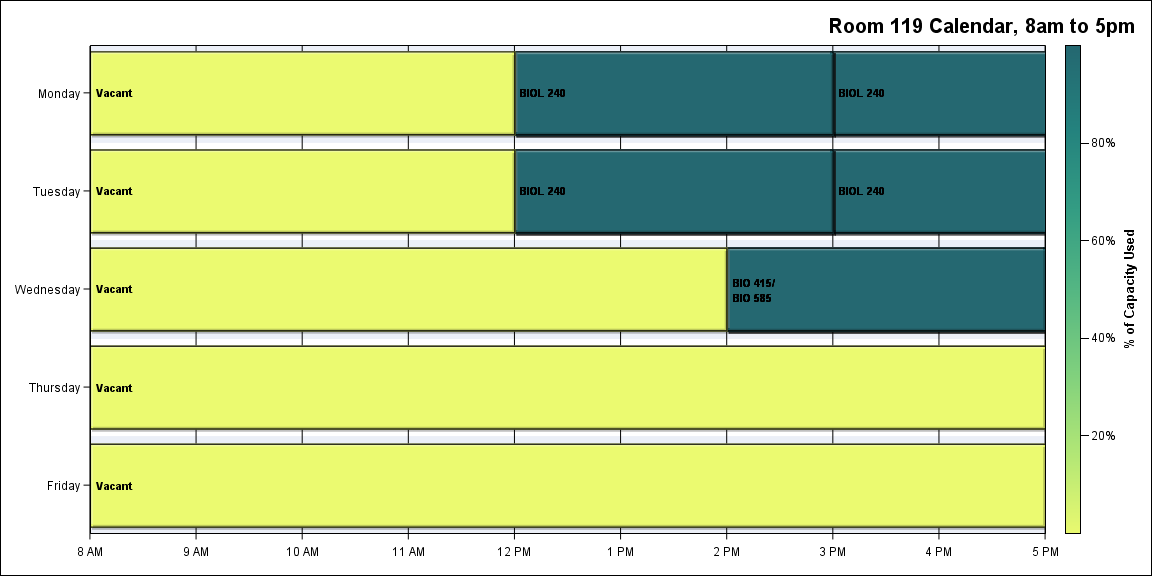 Room 119 Calendar, 8am to 5pm
Monday
Vacant
BIOL 240
BIOL 240
Tuesday
Vacant
BIOL 240
BIOL 240
Wednesday
Vacant
BIO 415/
BIO 585
Thursday
Vacant
Friday
Vacant
8 AM
9 AM
10 AM
11 AM
12 PM
1 PM
2 PM
3 PM
4 PM
5 PM
80%
60%
40%
20%
% of Capacity Used